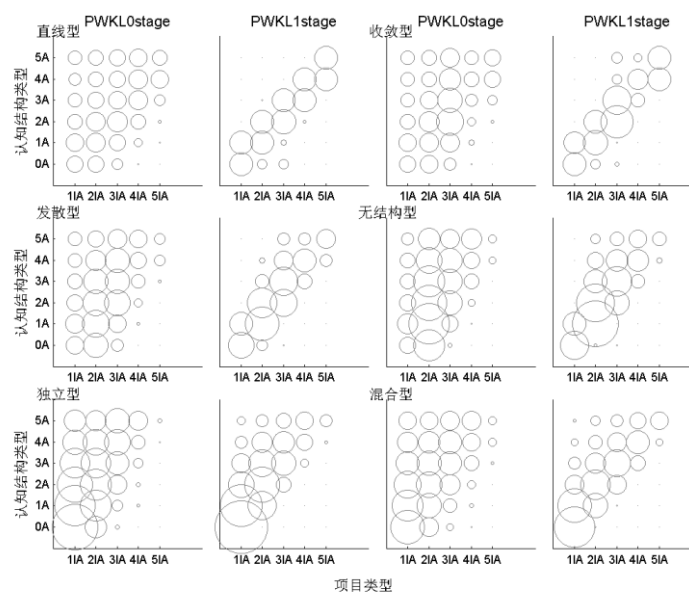 PWKL0stage PWKL1stage PWKL0stage PWKL1stage
直线型 收敛型
认知结构类型
5A
4A
3A
2A
1A
0A
1IA 2IA 3IA 4IA 5IA 1IA 2IA 3IA 4IA 5IA 1IA 2IA 3IA 4IA 5IA 1IA 2IA 3IA 4IA 5IA
发散型 无结构型
认知结构类型
5A
4A
3A
2A
1A
0A
1IA 2IA 3IA 4IA 5IA 1IA 2IA 3IA 4IA 5IA 1IA 2IA 3IA 4IA 5IA 1IA 2IA 3IA 4IA 5IA
独立型 混合型
认知结构类型
5A
4A
3A
2A
1A
0A
1IA 2IA 3IA 4IA 5IA 1IA 2IA 3IA 4IA 5IA 1IA 2IA 3IA 4IA 5IA 1IA 2IA 3IA 4IA 5IA
项目类型